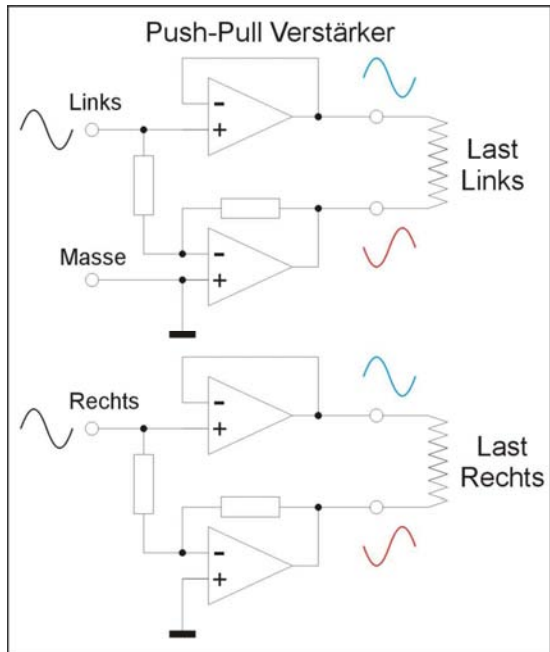 Push-Pull Verstärker
Links
-
+
Last
Links
Masse
-
+
Rechts
-
+
Last
Rechts
-
+